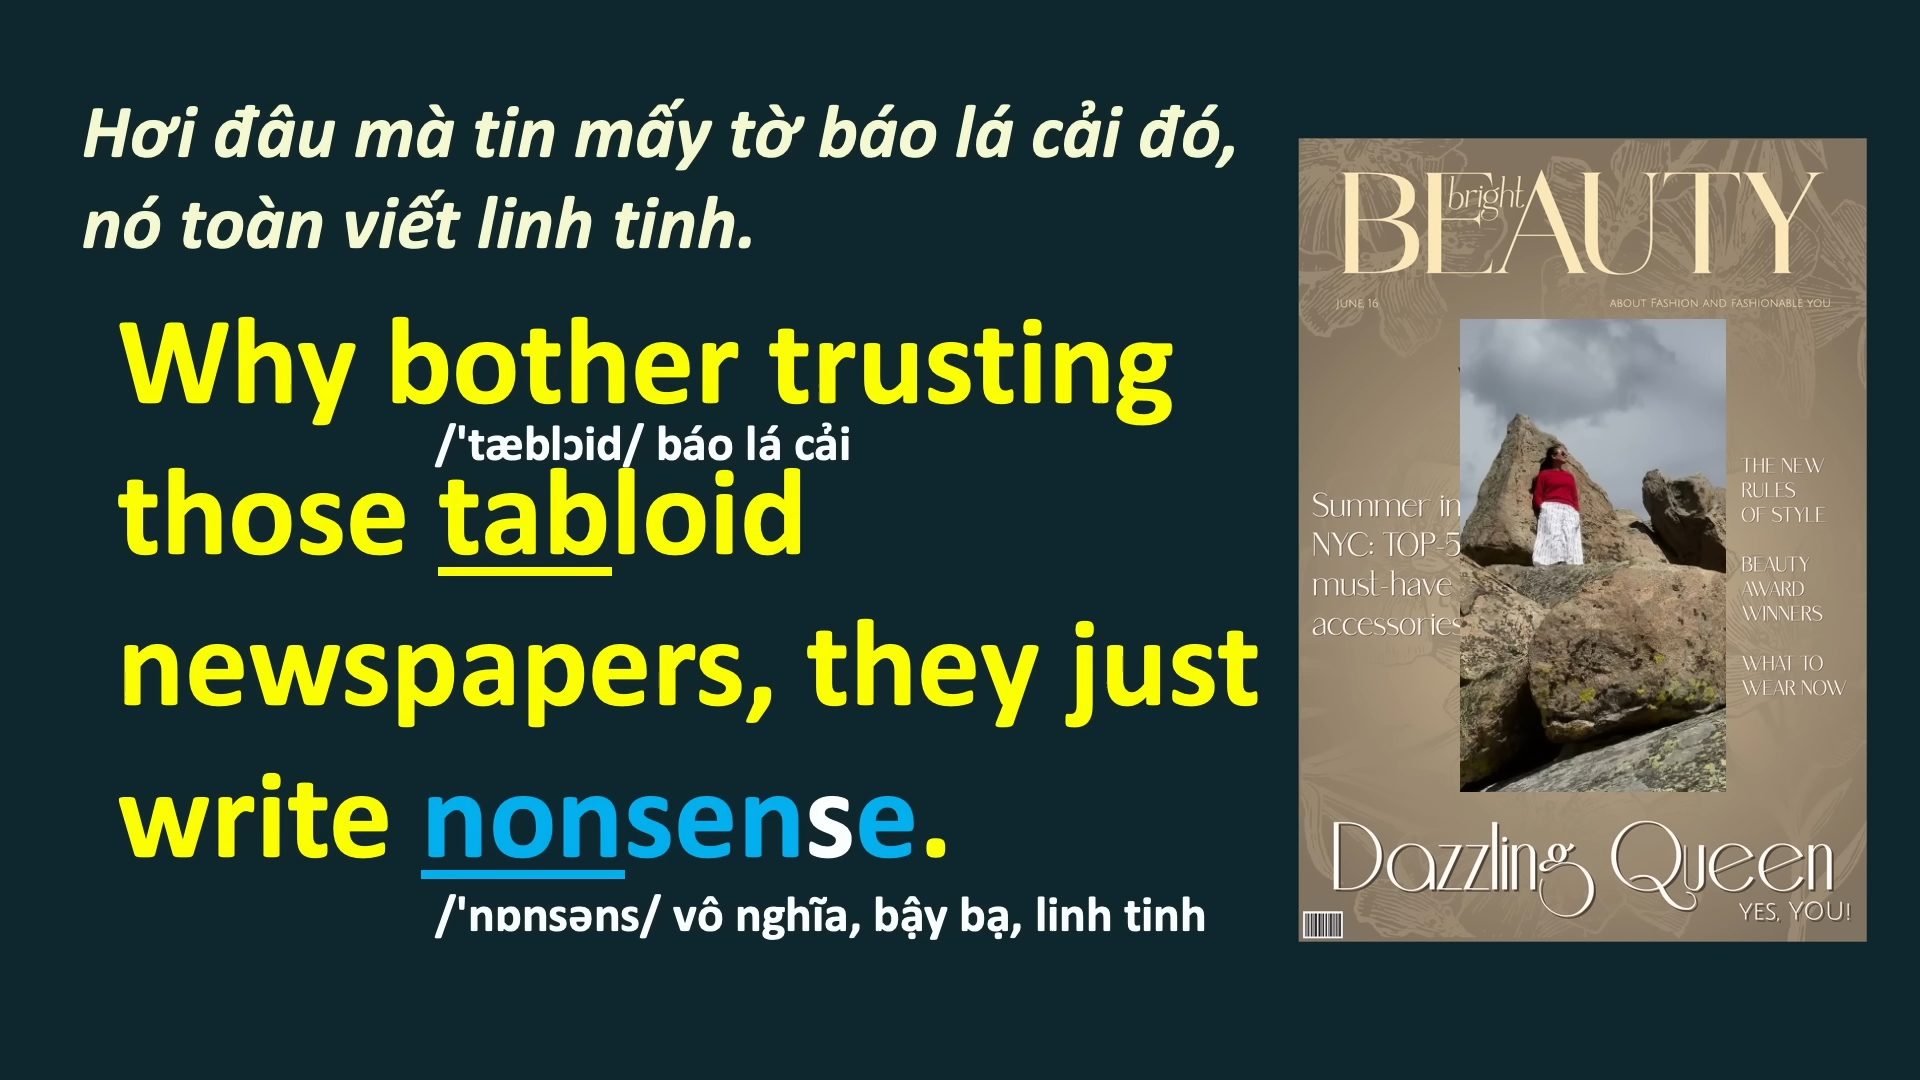 Hơi đâu mà tin mấy tờ báo lá cải đó,
nó toàn viết linh tinh.
Why bother trusting
/'tæblɔid/ báo lá cải
those tabloid
newspapers, they just
write nonsense.
/'nɒnsəns/ vô nghĩa, bậy bạ, linh tinh
BEAUTY
bright
JUNE 16
ABOUT FASHION AND FASHIONABLE YOU
Summer in
NYC: TOP-5
must-have
accessories
THE NEW
RULES
OF STYLE
BEAUTY
AWARD
WINNERS
WHAT TO
WEAR NOW
Dazzling Queen
YES, YOU!